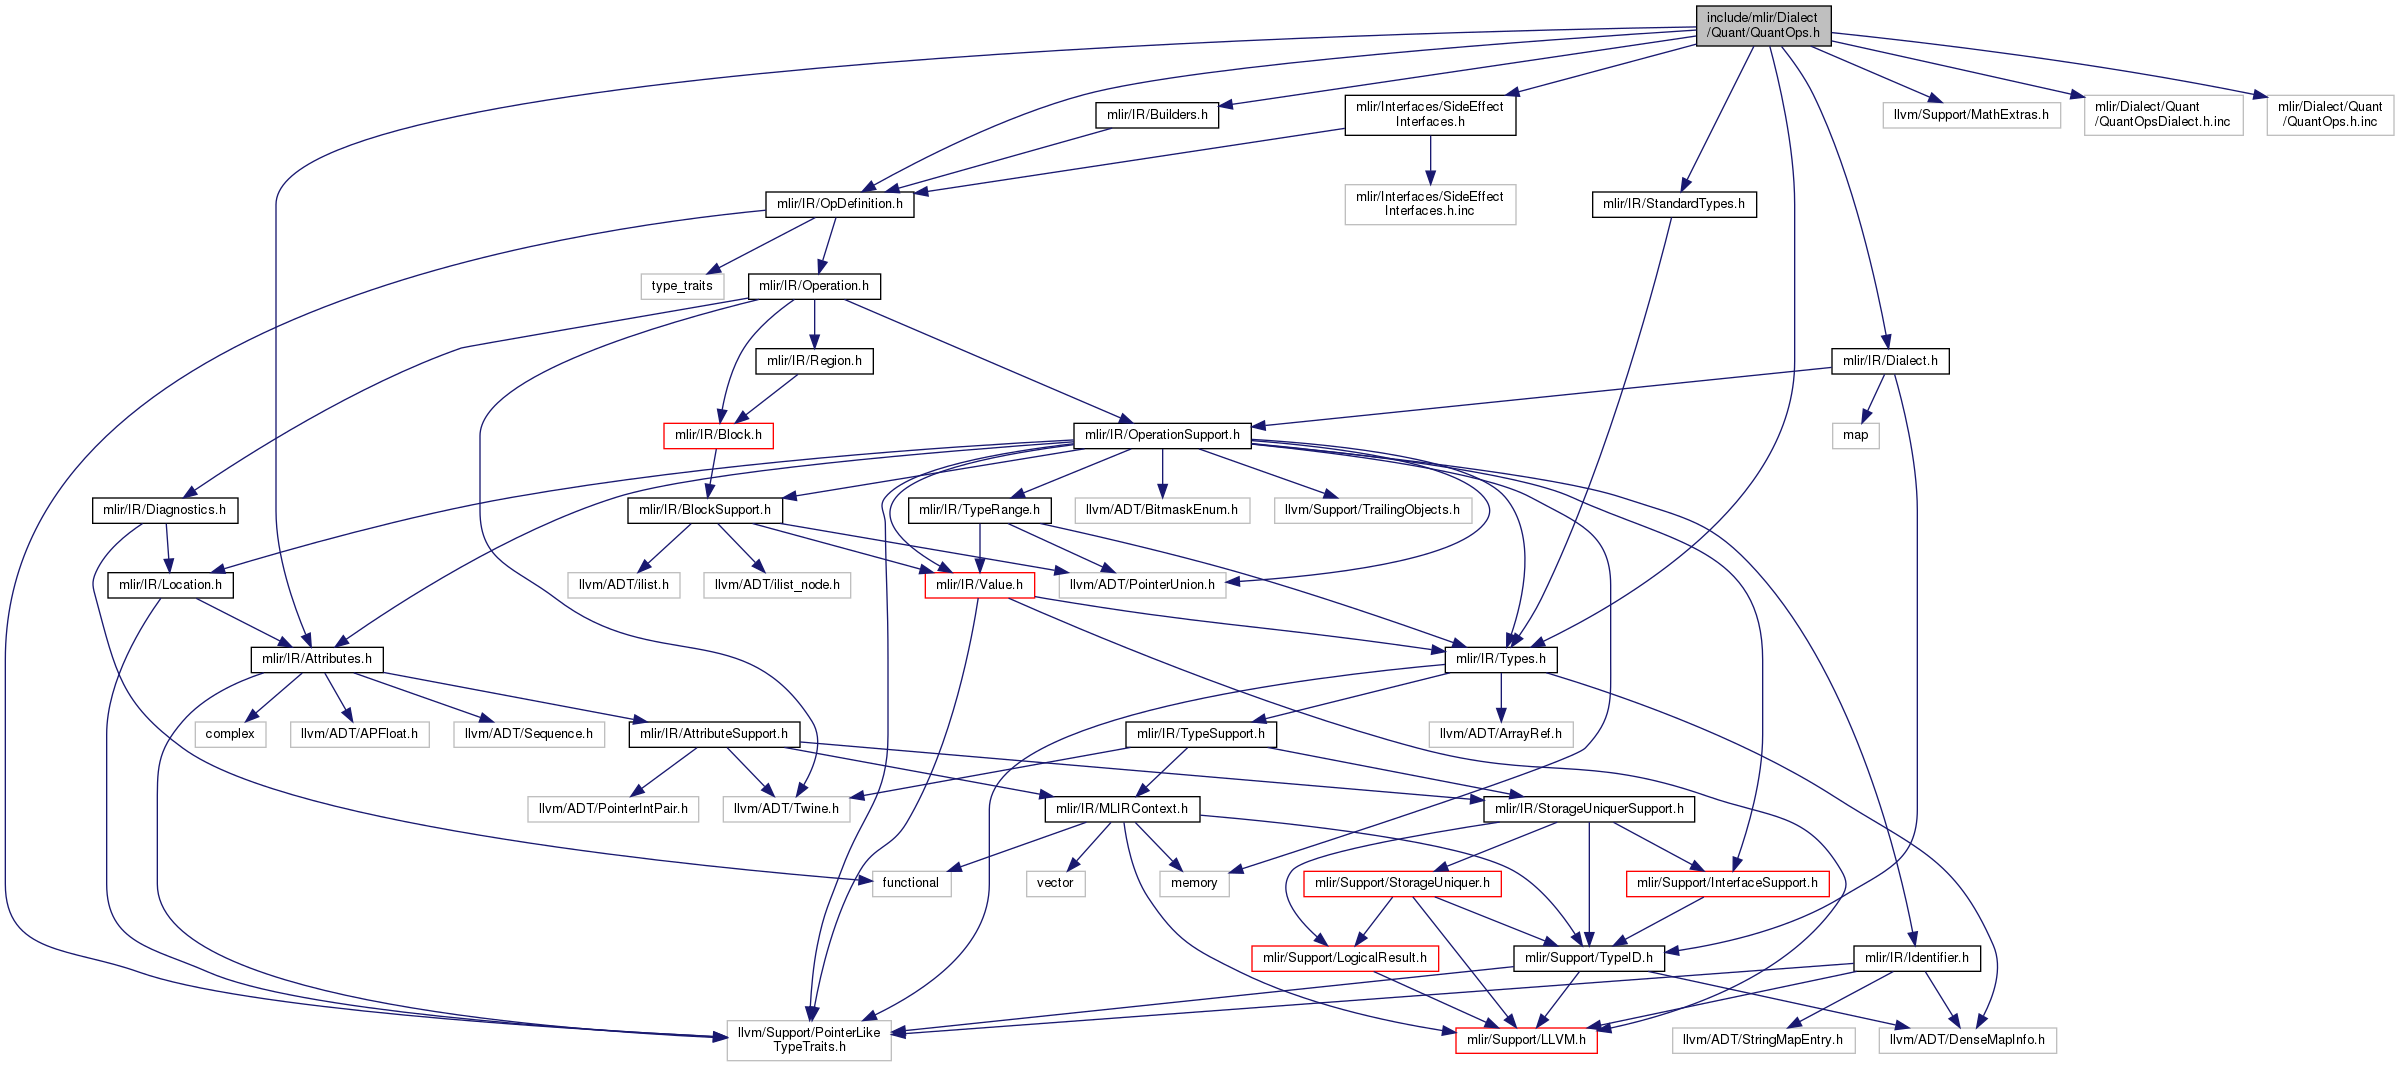 include/mlir/Dialect
/Quant/QuantOps.h
mlir/IR/Builders.h
mlir/Interfaces/SideEffect
Interfaces.h
llvm/Support/MathExtras.h
mlir/Dialect/Quant
/QuantOpsDialect.h.inc
mlir/Dialect/Quant
/QuantOps.h.inc
mlir/IR/OpDefinition.h
mlir/Interfaces/SideEffect
Interfaces.h.inc
mlir/IR/StandardTypes.h
type_traits
mlir/IR/Operation.h
mlir/IR/Region.h
mlir/IR/Dialect.h
mlir/IR/Block.h
mlir/IR/OperationSupport.h
map
mlir/IR/Diagnostics.h
mlir/IR/BlockSupport.h
mlir/IR/TypeRange.h
llvm/ADT/BitmaskEnum.h
llvm/Support/TrailingObjects.h
mlir/IR/Location.h
llvm/ADT/ilist.h
llvm/ADT/ilist_node.h
mlir/IR/Value.h
llvm/ADT/PointerUnion.h
mlir/IR/Attributes.h
mlir/IR/Types.h
complex
llvm/ADT/APFloat.h
llvm/ADT/Sequence.h
mlir/IR/AttributeSupport.h
mlir/IR/TypeSupport.h
llvm/ADT/ArrayRef.h
llvm/ADT/PointerIntPair.h
llvm/ADT/Twine.h
mlir/IR/MLIRContext.h
mlir/IR/StorageUniquerSupport.h
functional
vector
memory
mlir/Support/StorageUniquer.h
mlir/Support/InterfaceSupport.h
mlir/Support/LogicalResult.h
mlir/Support/TypeID.h
mlir/IR/Identifier.h
llvm/Support/PointerLike
TypeTraits.h
mlir/Support/LLVM.h
llvm/ADT/StringMapEntry.h
llvm/ADT/DenseMapInfo.h